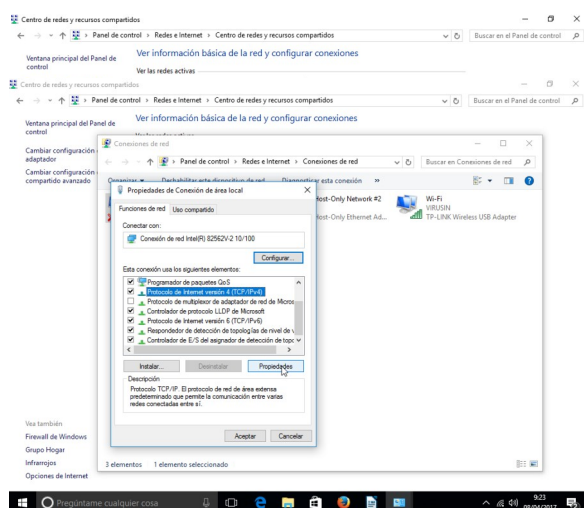 Centro de redes y recursos compartidos
Panel de control › Redes e Internet › Centro de redes y recursos compartidos
Buscar en el Panel de control
Ventana principal del Panel de control
Ver información básica de la red y configurar conexiones
Ver las redes activas
Centro de redes y recursos compartidos
Panel de control › Redes e Internet › Centro de redes y recursos compartidos
Buscar en el Panel de control
Ventana principal del Panel de control
Ver información básica de la red y configurar conexiones
Cambiar configuración
adaptador
Cambiar configuración
compartido avanzado
Conexiones de red
Panel de control › Redes e Internet › Conexiones de red
Buscar en Conexiones de red
Organizar
Deshabilitar este dispositivo de red
Diagnosticar esta conexión
»
Host-Only Network #2
Host-Only Ethernet Ad...
Wi-Fi
VIRUSIN
TP-LINK Wireless USB Adapter
Propiedades de Conexión de área local
Funciones de red
Uso compartido
Conectar con:
Conexión de red Intel(R) 82562V-2 10/100
Configurar...
Esta conexión usa los siguientes elementos:
Programador de paquetes QoS
Protocolo de Internet versión 4 (TCP/IPv4)
Protocolo de multiplexor de adaptador de red de Micros
Controlador de protocolo LLDP de Microsoft
Protocolo de Internet versión 6 (TCP/IPv6)
Respondedor de detección de topologías de nivel de v
Controlador de E/S del asignador de detección de topo
Instalar...
Desinstalar
Propiedades
Descripción
Protocolo TCP/IP. El protocolo de red de área extensa
predeterminado que permite la comunicación entre varias
redes conectadas entre sí.
Aceptar
Cancelar
Vea también
Firewall de Windows
Grupo Hogar
Infrarrojos
Opciones de Internet
3 elementos
1 elemento seleccionado
Pregúntame cualquier cosa
9:23
08/04/2017